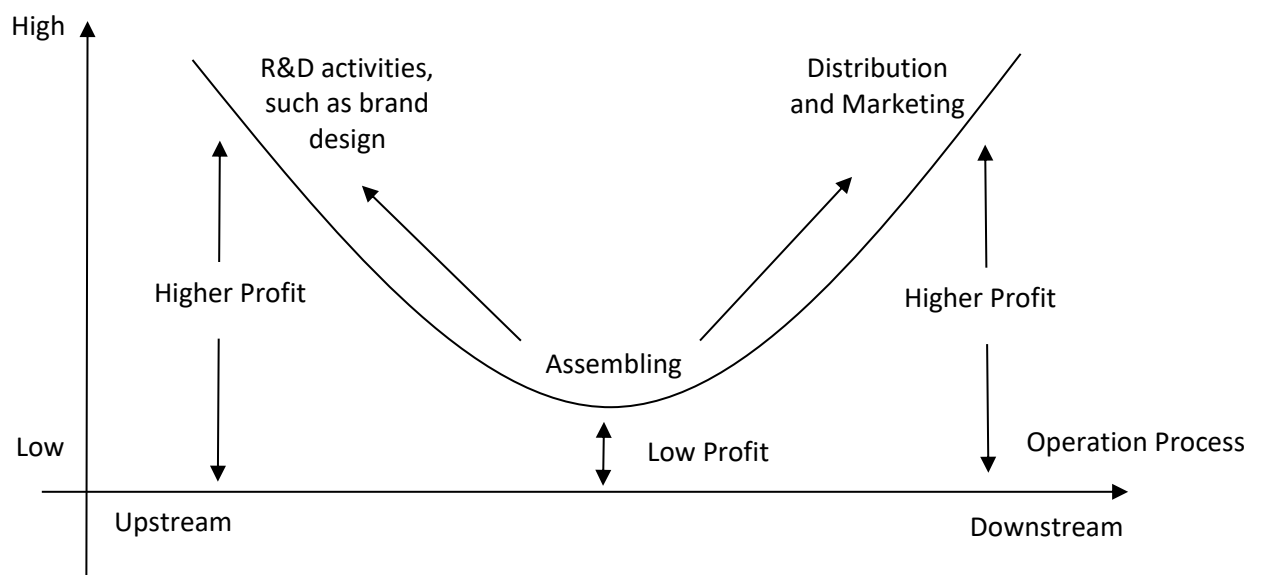 High
R&D activities,
such as brand
design
Distribution
and Marketing
Higher Profit
Higher Profit
Assembling
Low
Low Profit
Operation Process
Upstream
Downstream